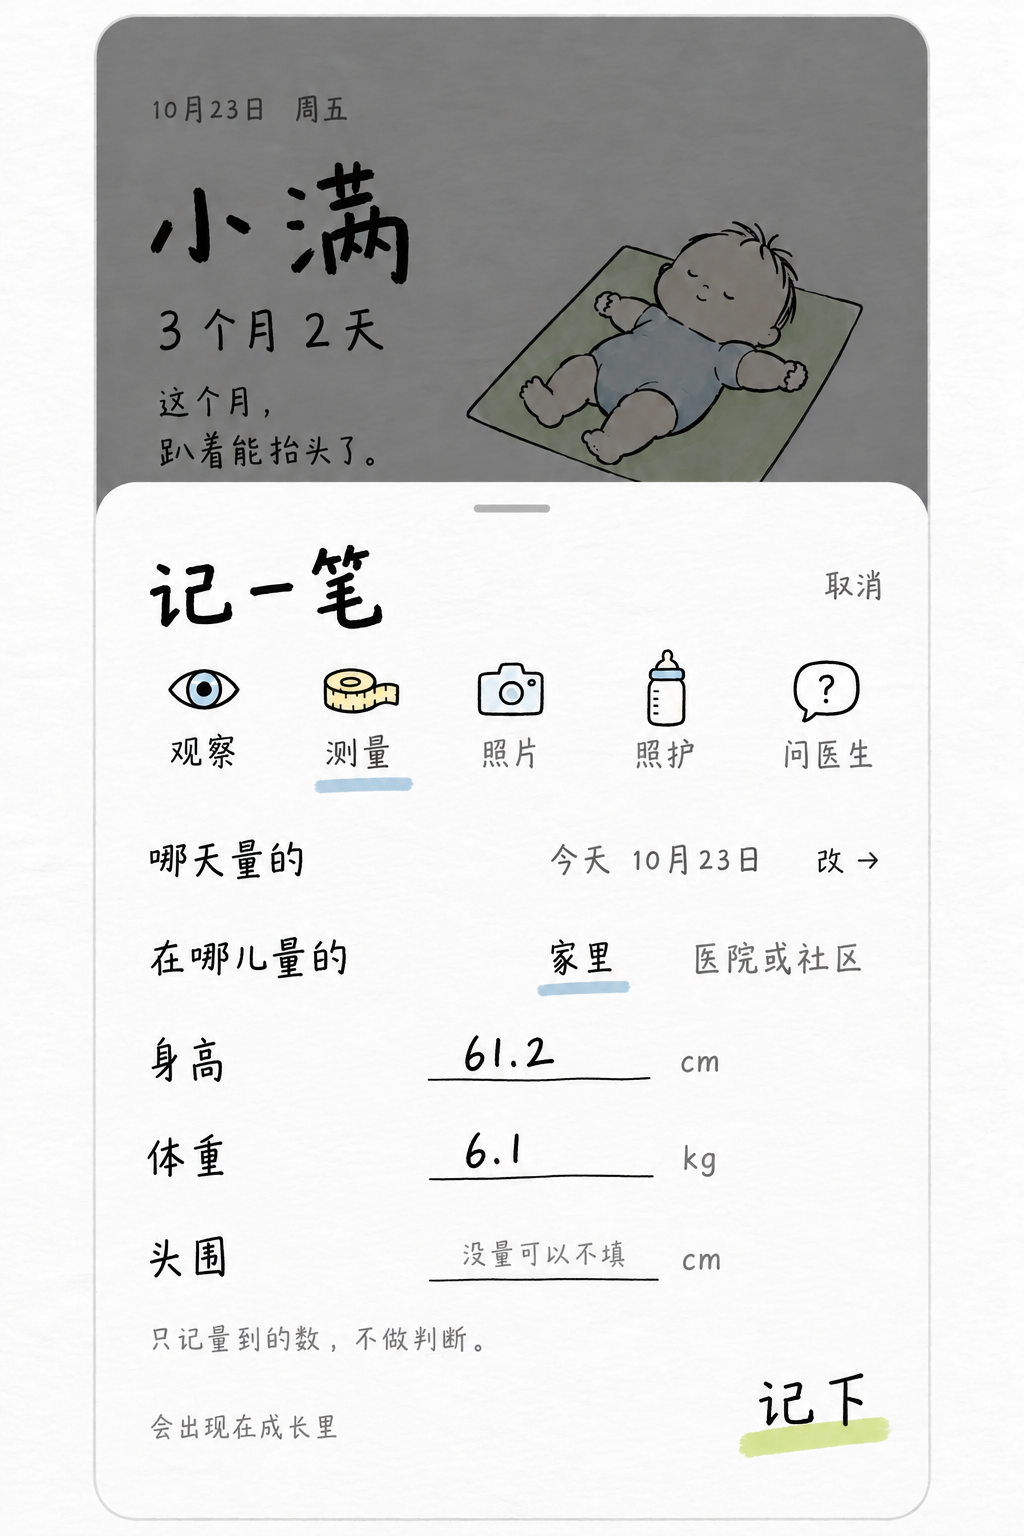 10月23日 周五
小满
3个月2天
这个月，
趴着能抬头了。
记一笔
取消
观察 测量 照片 照护 问医生
哪天量的 今天 10月23日 改 →
在哪儿量的 家里 医院或社区
身高 61.2 cm
体重 6.1 kg
头围 没量可以不填 cm
只记量到的数，不做判断。
记下
会出现在成长里